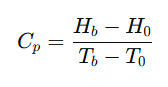 C_p = \frac{H_b - H_0}{T_b - T_0}